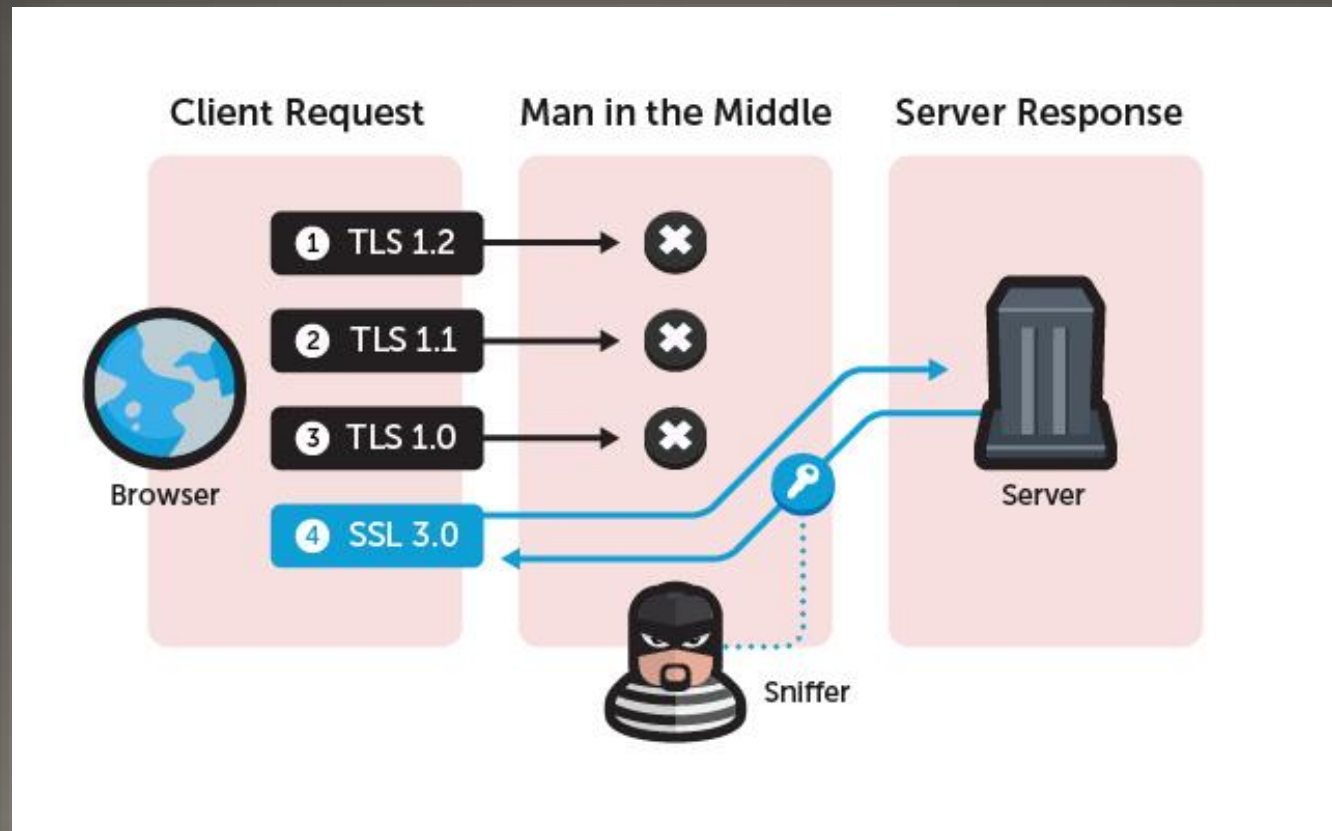 Client Request
Man in the Middle
Server Response
1 TLS 1.2
2 TLS 1.1
3 TLS 1.0
4 SSL 3.0
Browser
Server
Sniffer